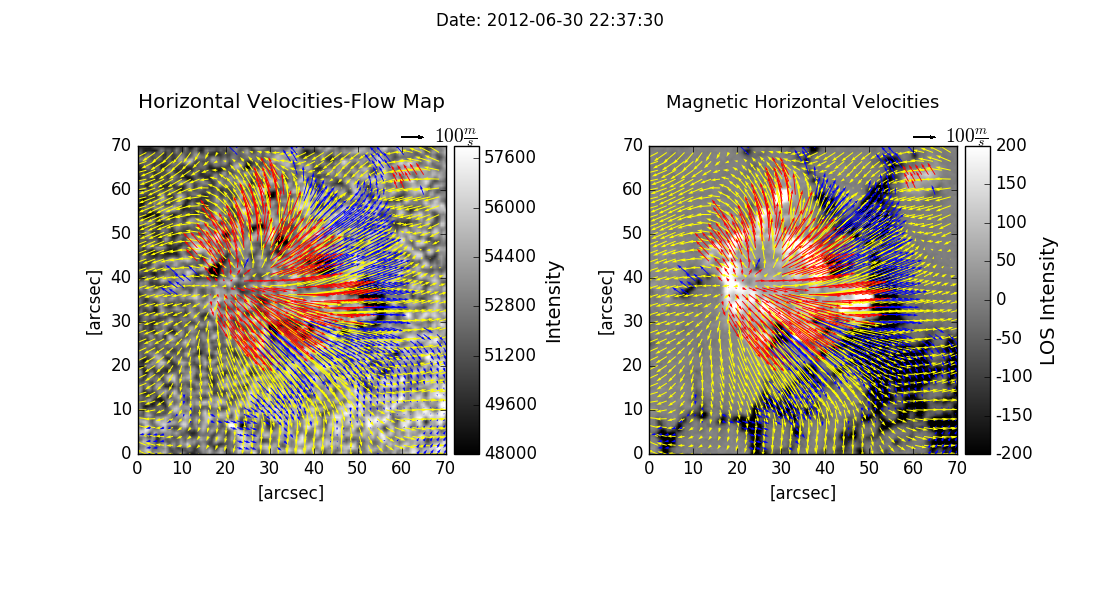 Date: 2012-06-30 22:37:30
Horizontal Velocities-Flow Map
Magnetic Horizontal Velocities
100 m/s
100 m/s
70
60
50
40
30
20
10
0
[arcsec]
0 10 20 30 40 50 60 70
[arcsec]
57600
56000
54400
52800
51200
49600
48000
Intensity
70
60
50
40
30
20
10
0
[arcsec]
0 10 20 30 40 50 60 70
[arcsec]
200
150
100
50
0
-50
-100
-150
-200
LOS Intensity